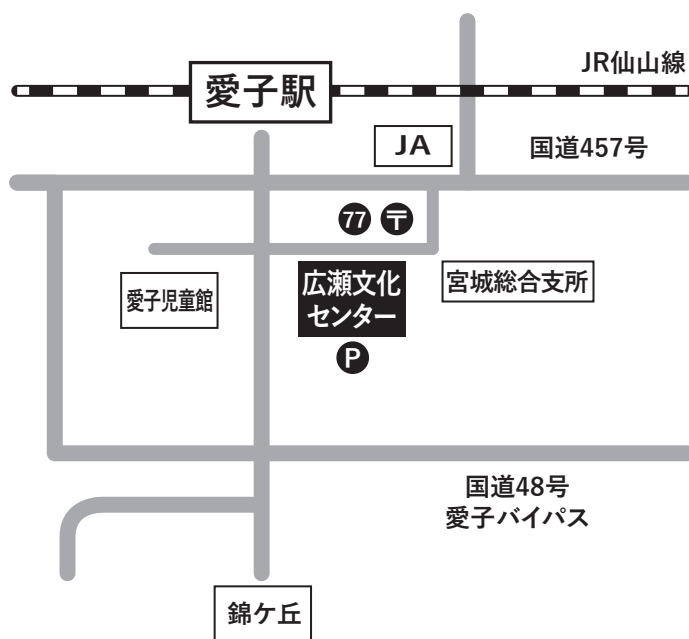 JR仙山線
愛子駅
JA
国道457号
77 〒
愛子児童館
広瀬文化
センター
宮城総合支所
P
国道48号
愛子バイパス
錦ケ丘